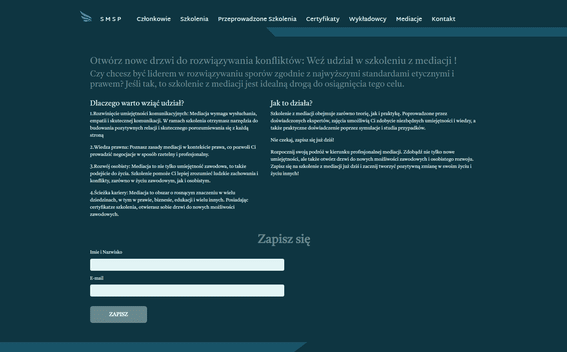 SMSP Członkowie Szkolenia Przeprowadzone Szkolenia Certyfikaty Wykładowcy Mediacje Kontakt
Otwórz nowe drzwi do rozwiązywania konfliktów: Weź udział w szkoleniu z mediacji !
Czy chcesz być liderem w rozwiązywaniu sporów zgodnie z najwyższymi standardami etycznymi i
prawem? Jeśli tak, to szkolenie z mediacji jest idealną drogą do osiągnięcia tego celu.
Dlaczego warto wziąć udział?
1.Rozwinięcie umiejętności komunikacyjnych: Mediacja wymaga wysłuchania,
empatii i skutecznej komunikacji. W ramach szkolenia otrzymasz narzędzia do
budowania pozytywnych relacji i skutecznego porozumiewania się z każdą
stroną
2.Wiedza prawna: Poznasz zasady mediacji w kontekście prawa, co pozwoli Ci
prowadzić negocjacje w sposób rzetelny i profesjonalny.
3.Rozwój osobisty: Mediacja to nie tylko umiejętność zawodowa, to także
podejście do życia. Szkolenie pomoże Ci lepiej zrozumieć ludzkie zachowania i
konflikty, zarówno w życiu zawodowym, jak i osobistym.
4.Ścieżka kariery: Mediacja to obszar o rosnącym znaczeniu w wielu
dziedzinach, w tym w prawie, biznesie, edukacji i wielu innych. Posiadając
certyfikat ze szkolenia, otwierasz sobie drzwi do nowych możliwości
zawodowych.
Jak to działa?
Szkolenie z mediacji obejmuje zarówno teorię, jak i praktykę. Poprowadzone przez
doświadczonych ekspertów, zajęcia umożliwią Ci zdobycie niezbędnych umiejętności i wiedzy, a
także praktyczne doświadczenie poprzez symulacje i studia przypadków.
Nie czekaj, zapisz się już dziś!
Rozpocznij swoją podróż w kierunku profesjonalnej mediacji. Zdobądź nie tylko nowe
umiejętności, ale także otwórz drzwi do nowych możliwości zawodowych i osobistego rozwoju.
Zapisz się na szkolenie z mediacji już dziś i zacznij tworzyć pozytywną zmianę w swoim życiu i
życiu innych!
Zapisz się
Imię i Nazwisko
E-mail
ZAPISZ